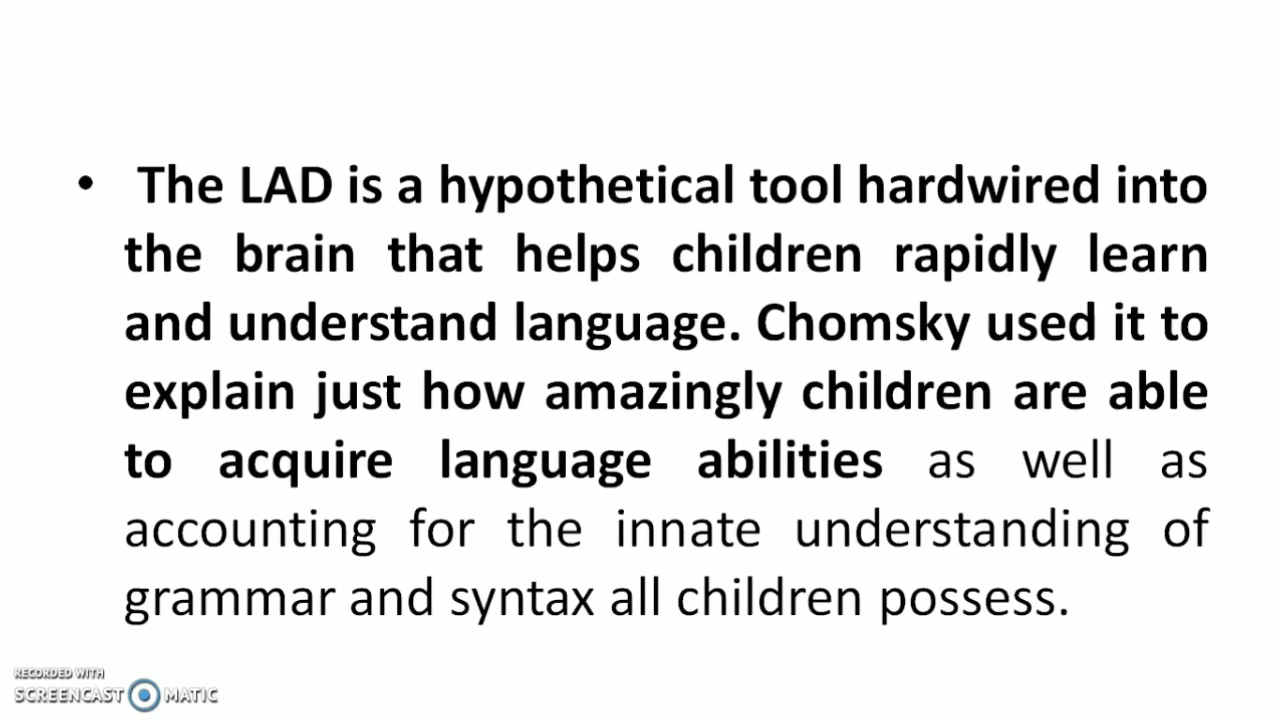 • The LAD is a hypothetical tool hardwired into
the brain that helps children rapidly learn
and understand language. Chomsky used it to
explain just how amazingly children are able
to acquire language abilities as well as
accounting for the innate understanding of
grammar and syntax all children possess.
RECORDED WITH
SCREENCAST MATIC